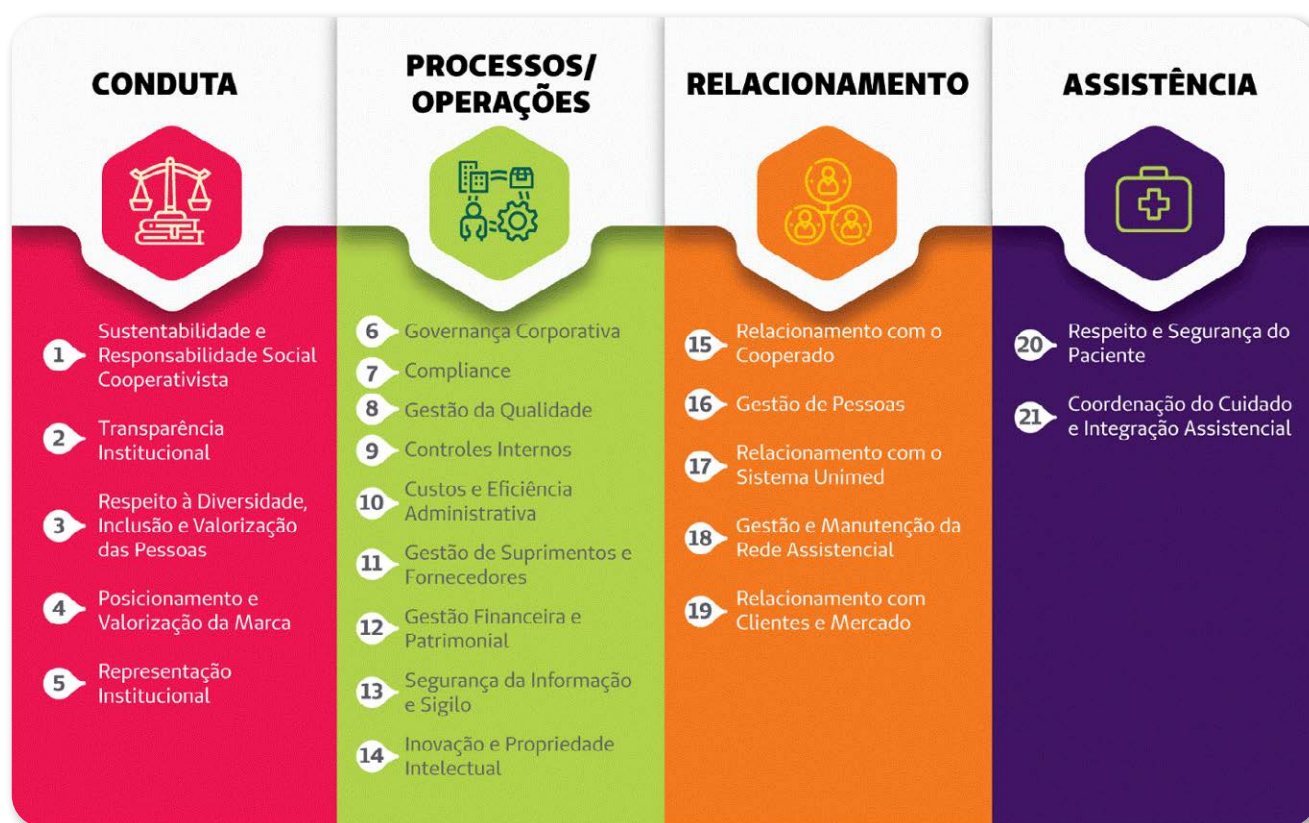 CONDUTA
1
Sustentabilidade e
Responsabilidade Social
Cooperativista
2
Transparência
Institucional
3
Respeito à Diversidade,
Inclusão e Valorização
das Pessoas
4
Posicionamento e
Valorização da Marca
5
Representação
Institucional
PROCESSOS/
OPERAÇÕES
6
Governança Corporativa
7
Compliance
8
Gestão da Qualidade
9
Controles Internos
10
Custos e Eficiência
Administrativa
11
Gestão de Suprimentos e
Fornecedores
12
Gestão Financeira e
Patrimonial
13
Segurança da Informação
e Sigilo
14
Inovação e Propriedade
Intelectual
RELACIONAMENTO
15
Relacionamento com o
Cooperado
16
Gestão de Pessoas
17
Relacionamento com o
Sistema Unimed
18
Gestão e Manutenção da
Rede Assistencial
19
Relacionamento com
Clientes e Mercado
ASSISTÊNCIA
20
Respeito e Segurança do
Paciente
21
Coordenação do Cuidado
e Integração Assistencial